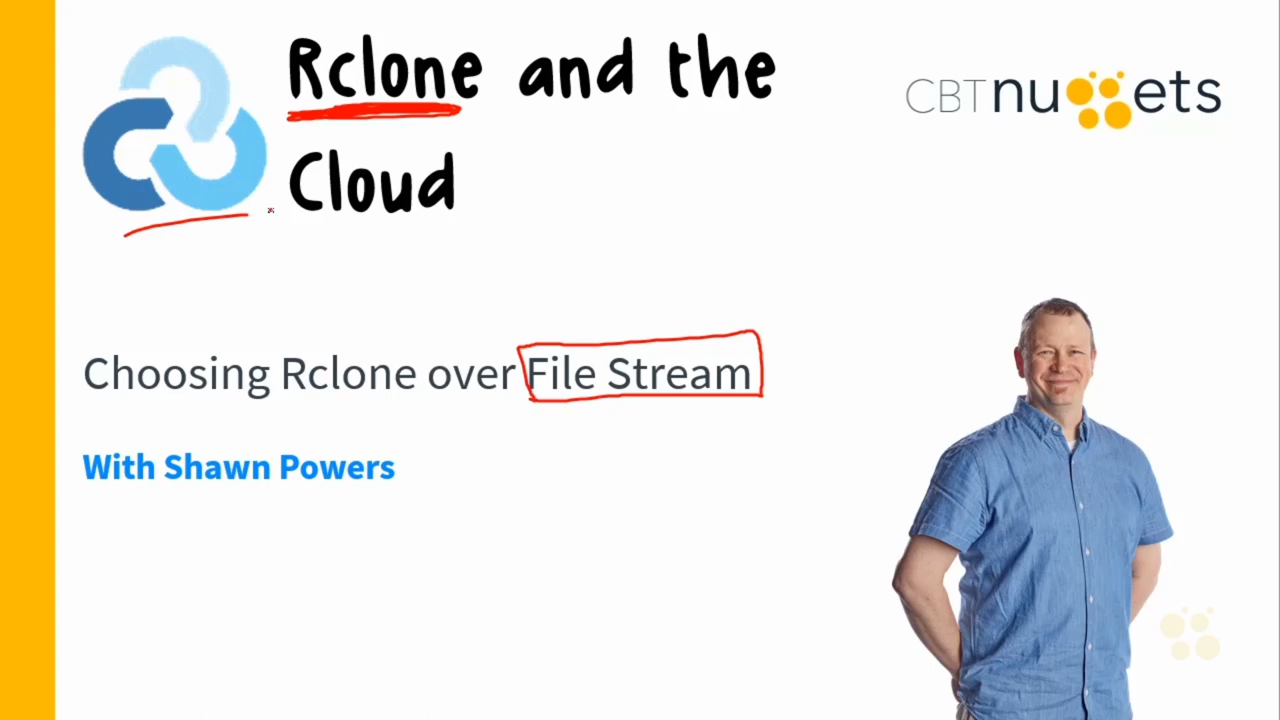 Rclone and the
Cloud
CBTnuggets
Choosing Rclone over File Stream
With Shawn Powers